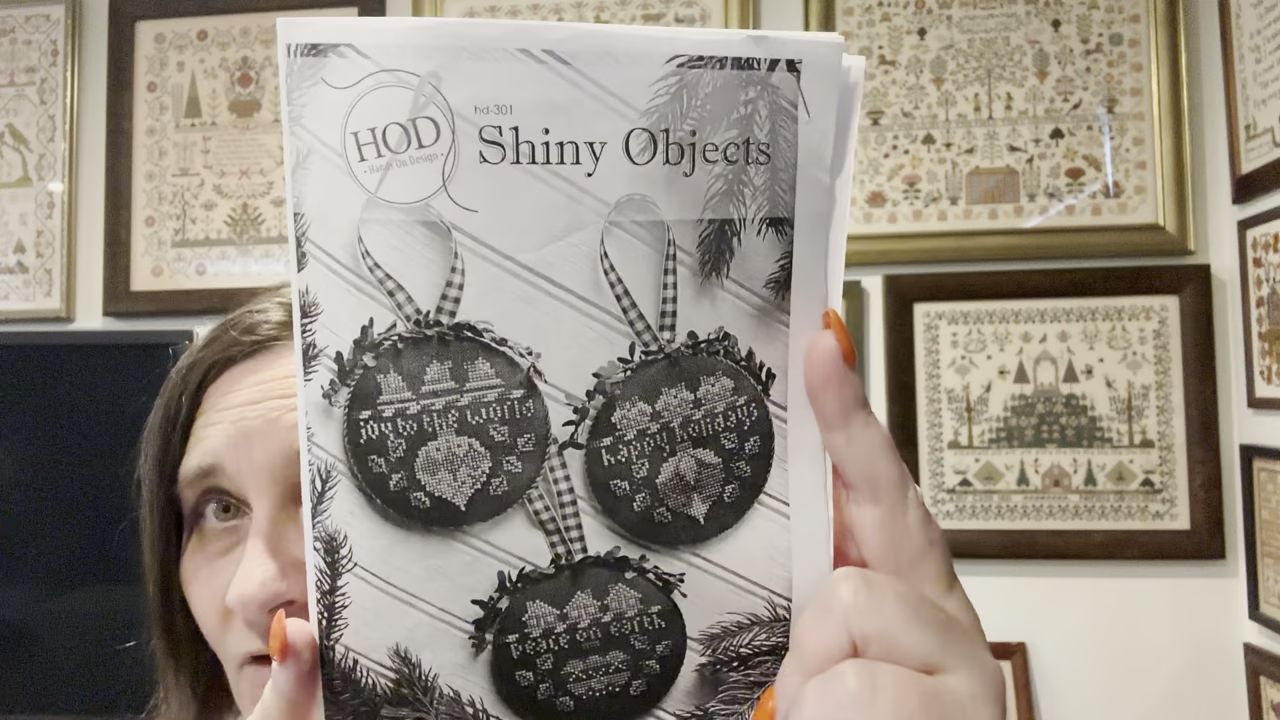 hd-301
HOD
• Hands On Design •
Shiny Objects
joy to the world
happy holidays
peace on earth